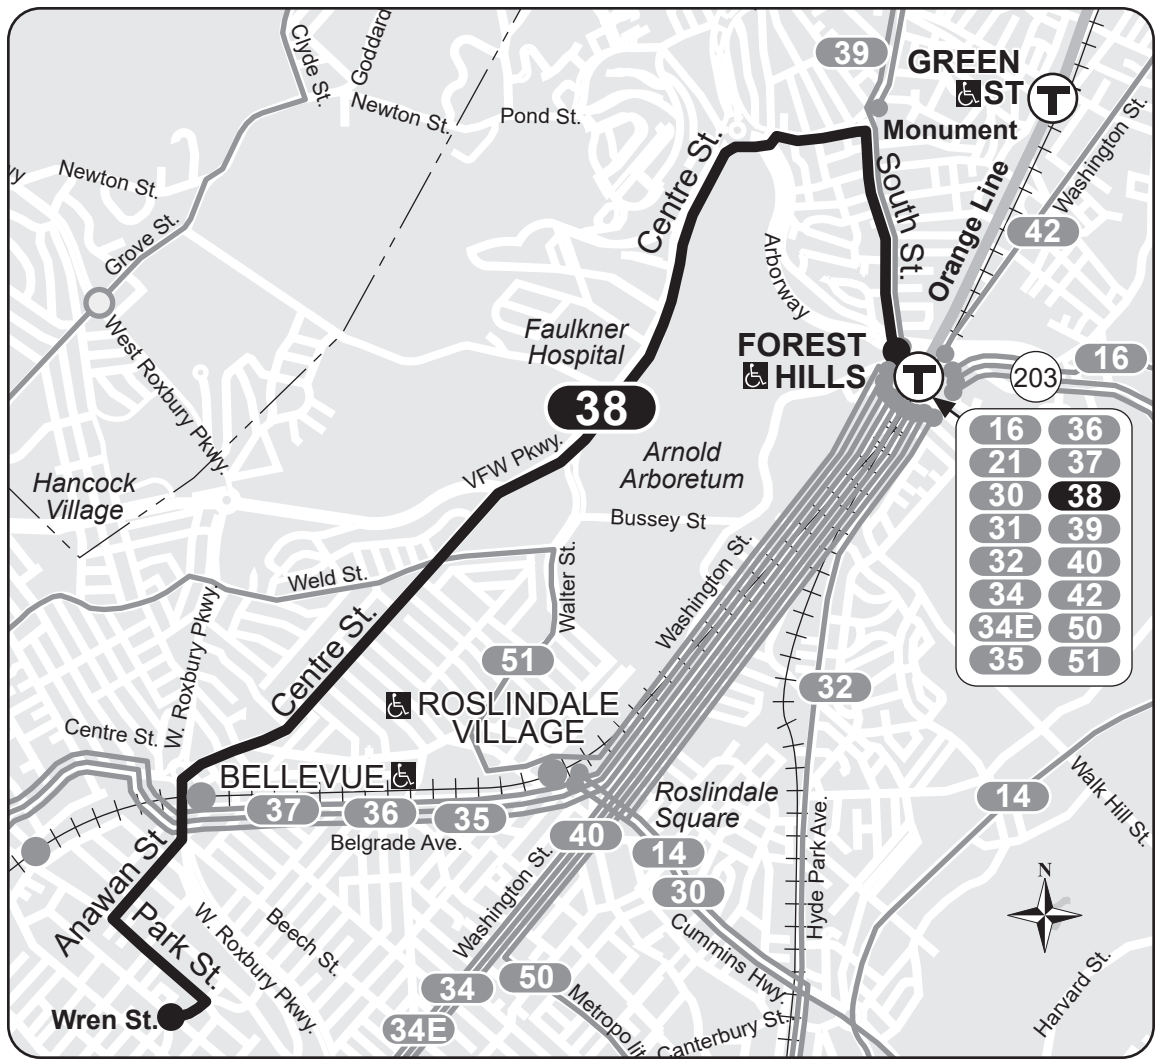 39
GREEN
ST
T
Monument
Clyde St.
Goddard
Newton St.
Pond St.
Centre St.
South St.
Orange Line
Washington St.
42
Newton St.
Grove St.
Arborway
West Roxbury Pkwy.
Faulkner
Hospital
FOREST
HILLS
T
203
16
38
16 36
21 37
30 38
31 39
32 40
34 42
34E 50
35 51
VFW Pkwy.
Arnold
Arboretum
Hancock
Village
Bussey St
Washington St.
Weld St.
Walter St.
W. Roxbury Pkwy.
Centre St.
51
32
ROSLINDALE
VILLAGE
Centre St.
BELLEVUE
37
36
35
Belgrade Ave.
Roslindale
Square
40
14
30
14
Walk Hill St.
Hyde Park Ave.
Anawan St
Park St.
W. Roxbury Pkwy.
Beech St.
Washington St.
Cummins Hwy.
N
Wren St.
34
50
34E
Metropolit
Canterbury St.
Harvard St.